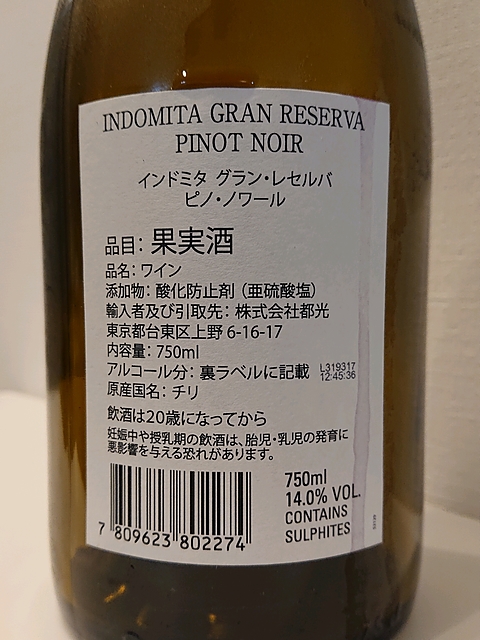 INDOMITA GRAN RESERVA
PINOT NOIR
インドミタ グラン・レセルバ
ピノ・ノワール
品目: 果実酒
品名: ワイン
添加物: 酸化防止剤 (亜硫酸塩)
輸入者及び引取先: 株式会社都光
東京都台東区上野 6-16-17
内容量: 750ml
アルコール分: 裏ラベルに記載
L319317
12:45:36
原産国名: チリ
飲酒は20歳になってから
妊娠中や授乳期の飲酒は、胎児・乳児の発育に
悪影響を与える恐れがあります。
750ml
14.0% VOL.
CONTAINS
SULPHITES
7 809623 802274